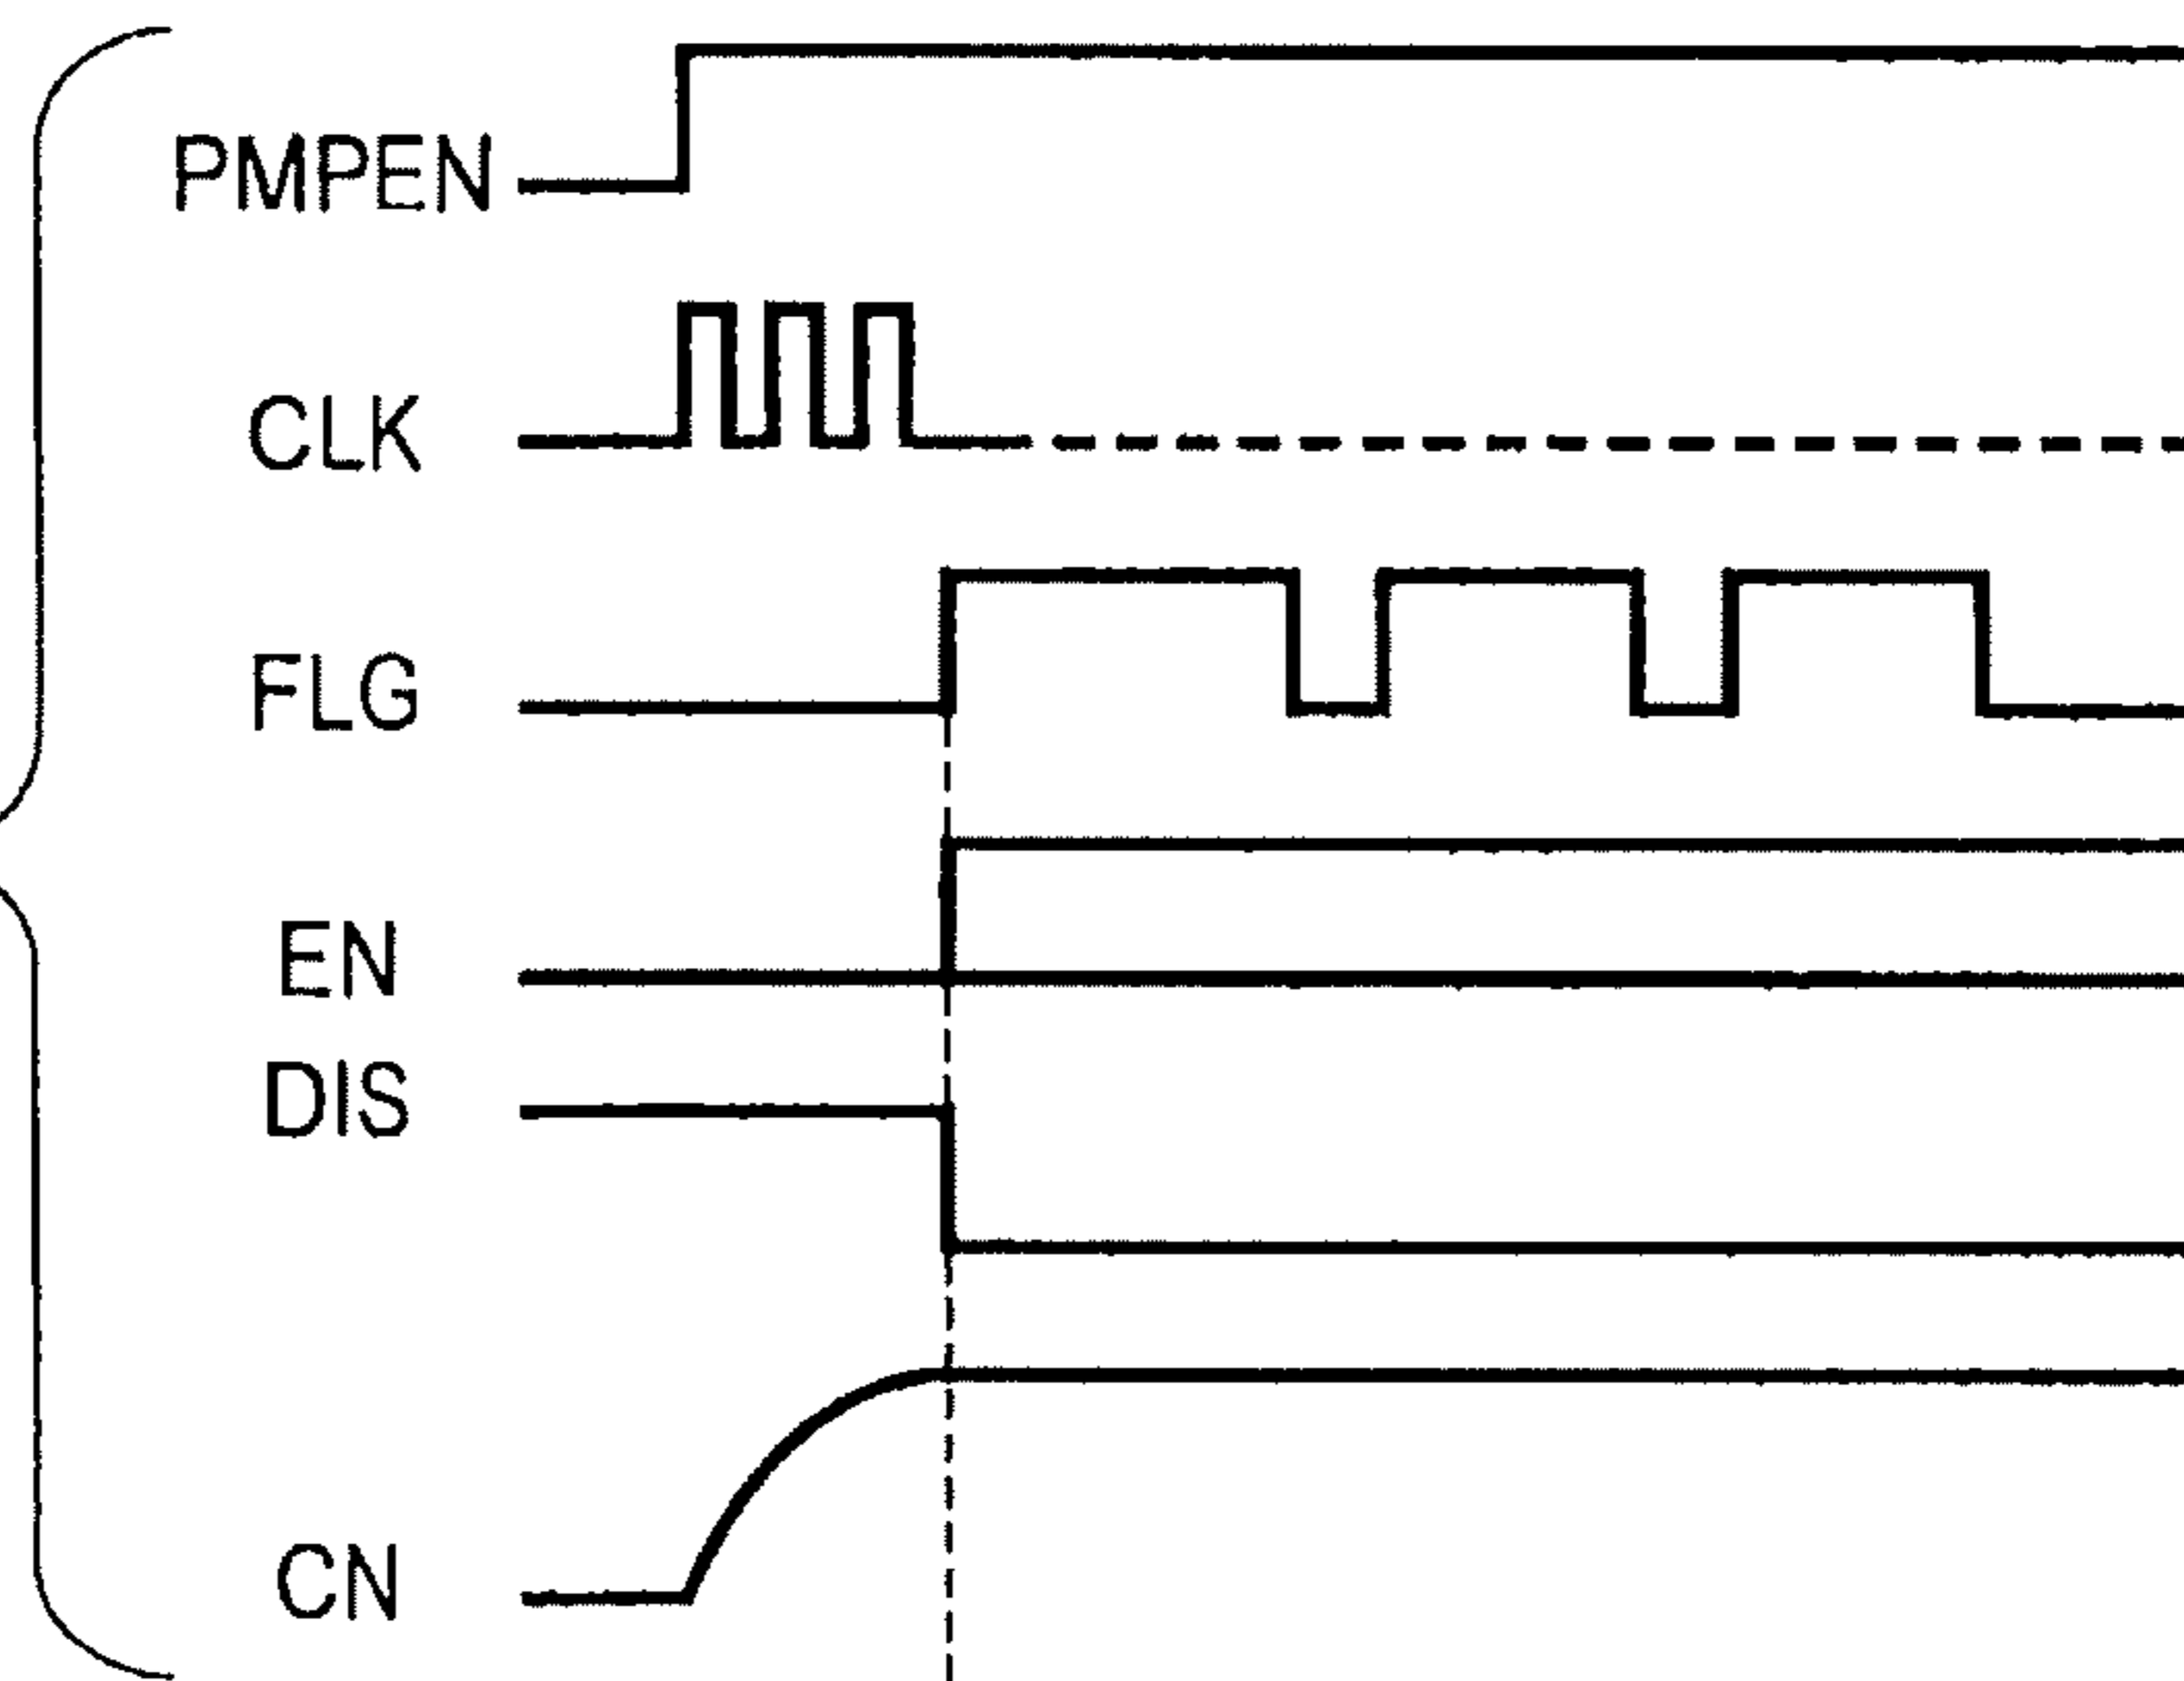 PMPEN
CLK
FLG
EN
DIS
CN